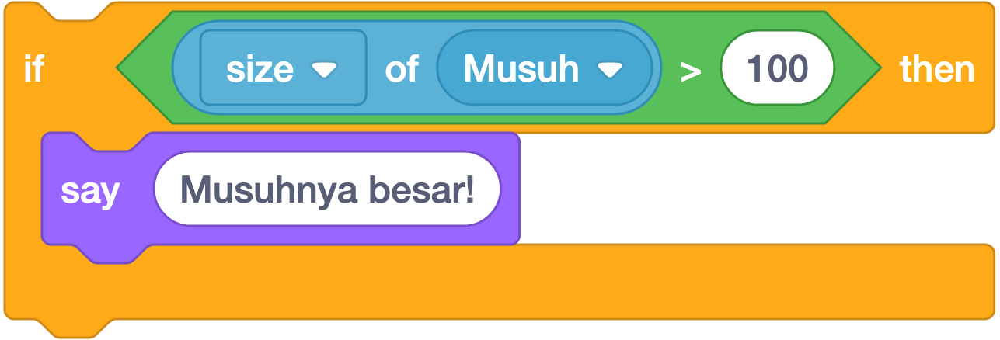 if size of Musuh > 100 then
say Musuhnya besar!